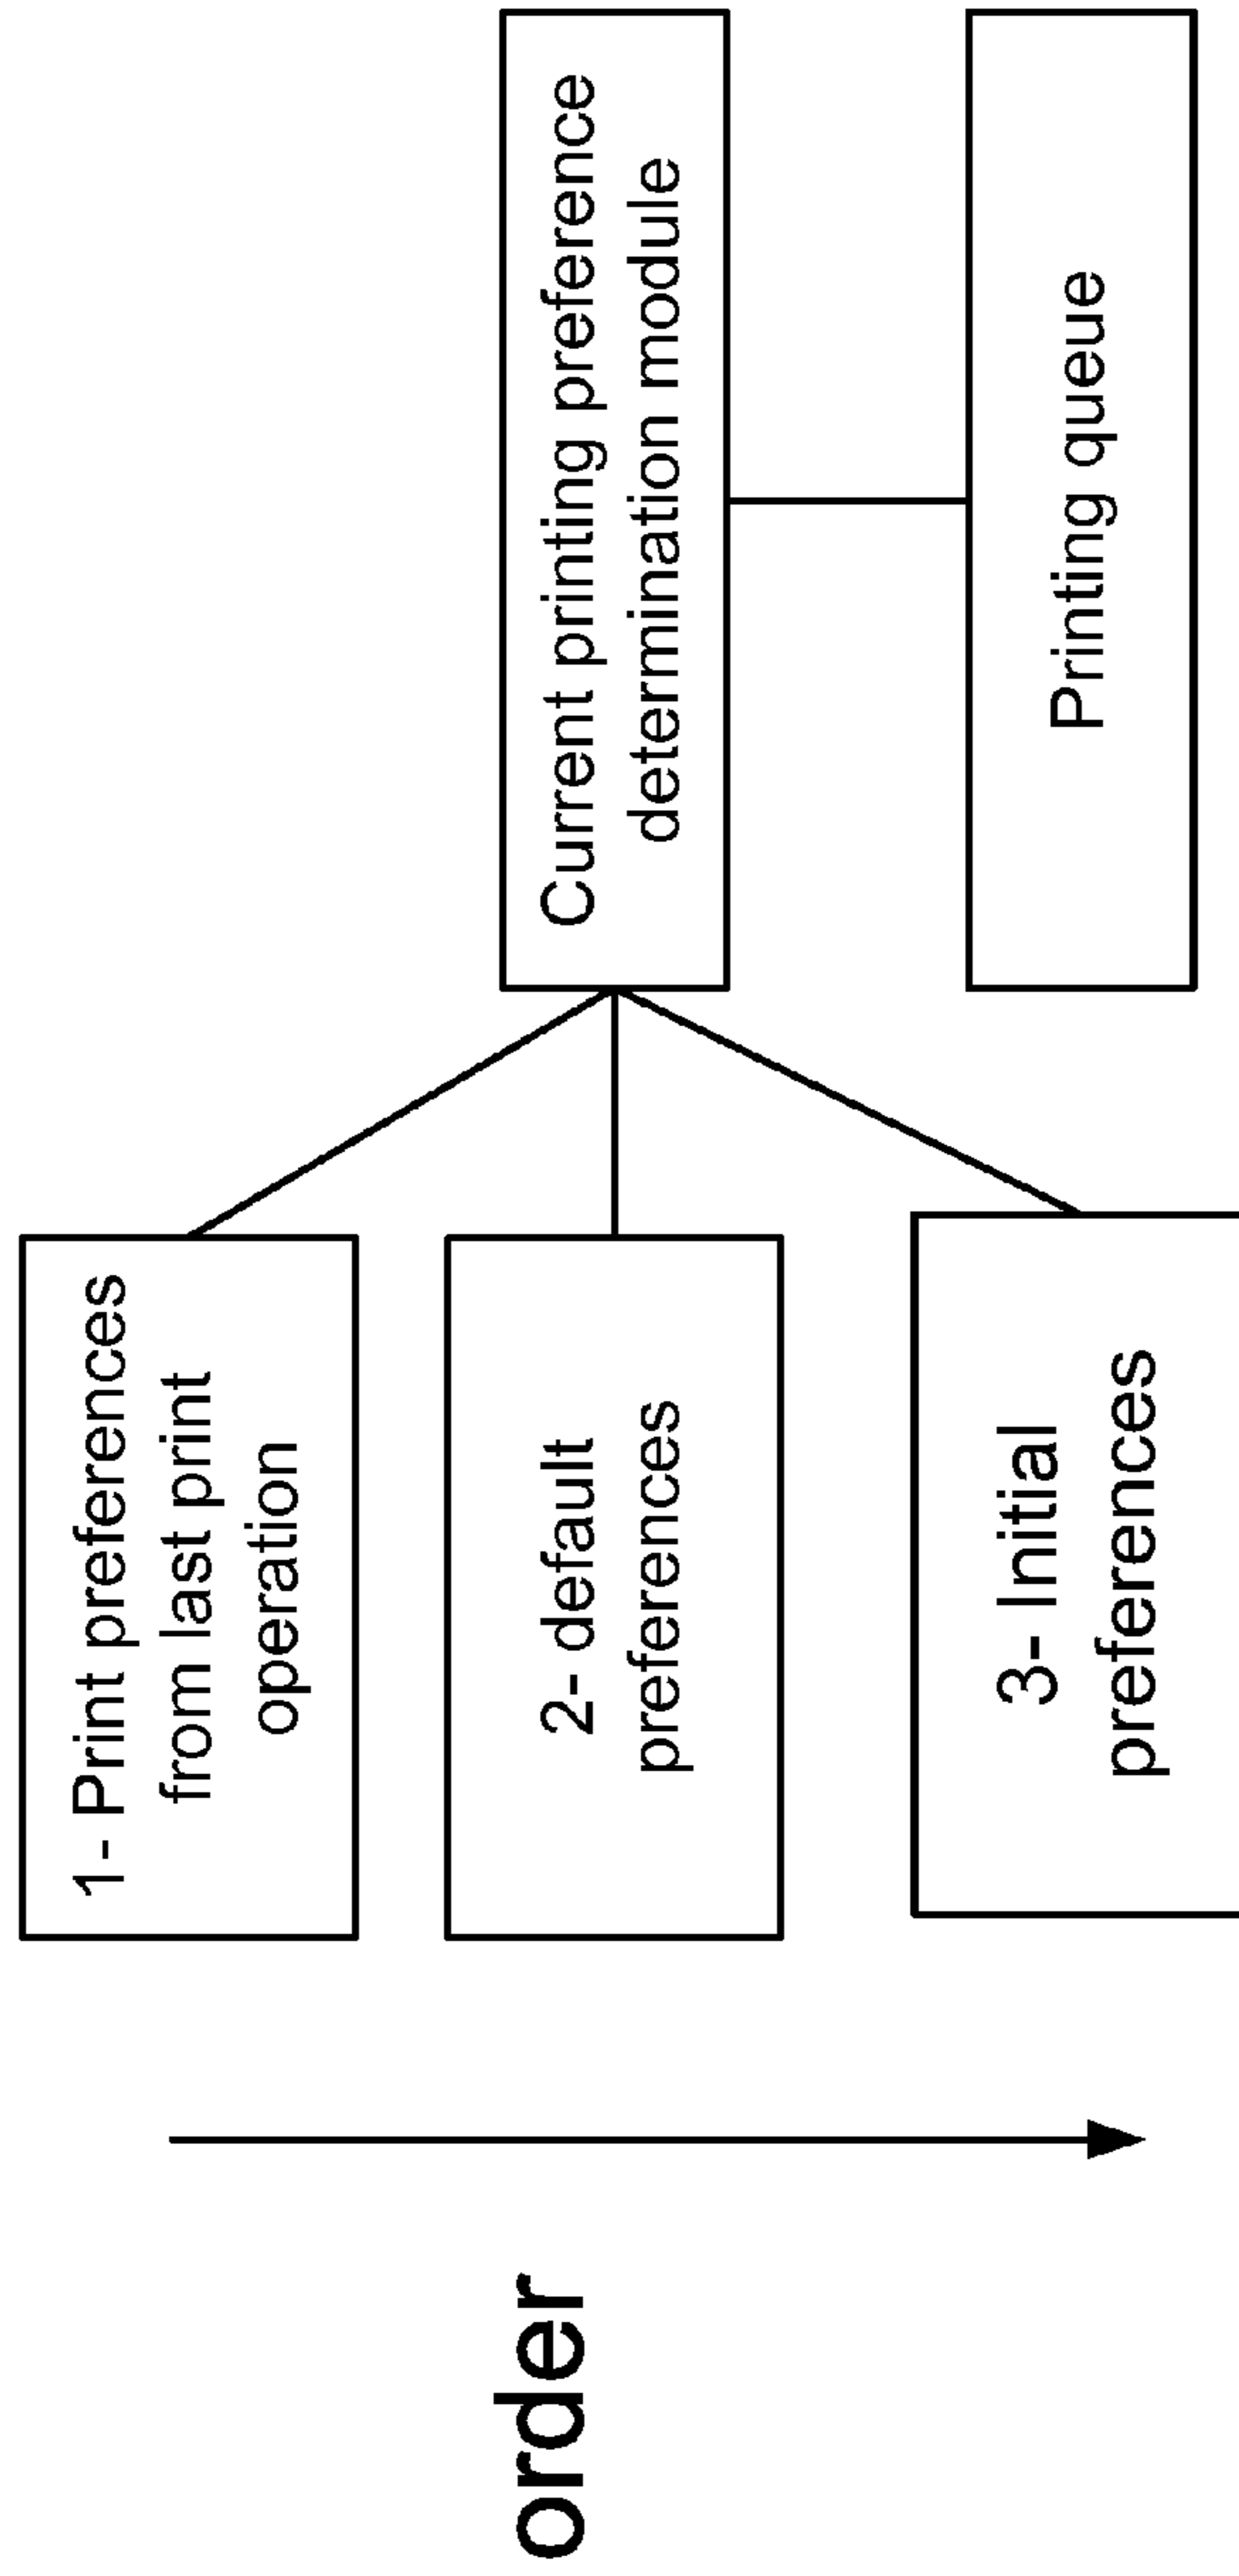 order
1- Print preferences
from last print
operation
2- default
preferences
3- Initial
preferences
Current printing preference
determination module
Printing queue